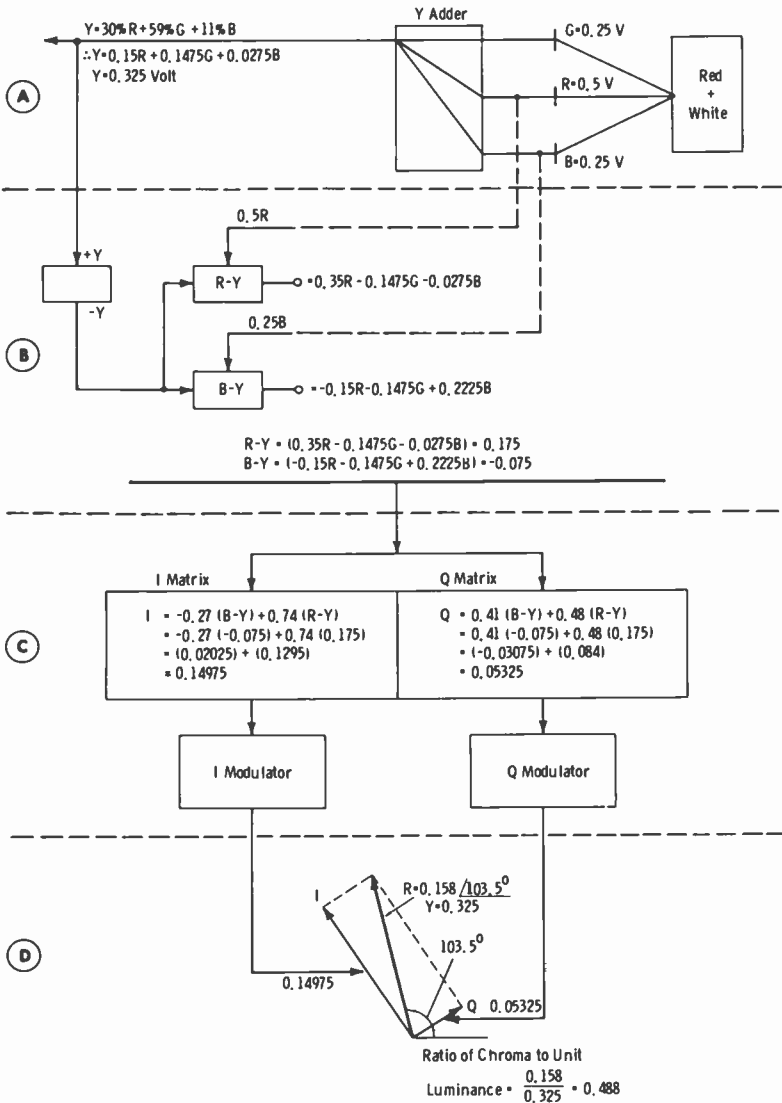 Y Adder
Y=30% R+59% G+11% B
∴Y=0.15R+0.1475G+0.0275B
Y=0.325 Volt
G=0.25 V
R=0.5 V
B=0.25 V
Red
+
White
A
0.5R
+Y
-Y
R-Y
=0.35R-0.1475G-0.0275B
0.25B
B
B-Y
=-0.15R-0.1475G+0.2225B
R-Y = (0.35R-0.1475G-0.0275B) = 0.175
B-Y = (-0.15R-0.1475G+0.2225B) = -0.075
I Matrix
I = -0.27 (B-Y)+0.74 (R-Y)
= -0.27 (-0.075)+0.74 (0.175)
= (0.02025) + (0.1295)
= 0.14975
Q Matrix
Q = 0.41 (B-Y)+0.48 (R-Y)
= 0.41 (-0.075)+0.48 (0.175)
= (-0.03075) + (0.084)
= 0.05325
C
I Modulator
Q Modulator
I
R=0.158 /103.5°
Y=0.325
D
103.5°
0.14975
Q 0.05325
Ratio of Chroma to Unit
Luminance = 0.158/0.325 = 0.488